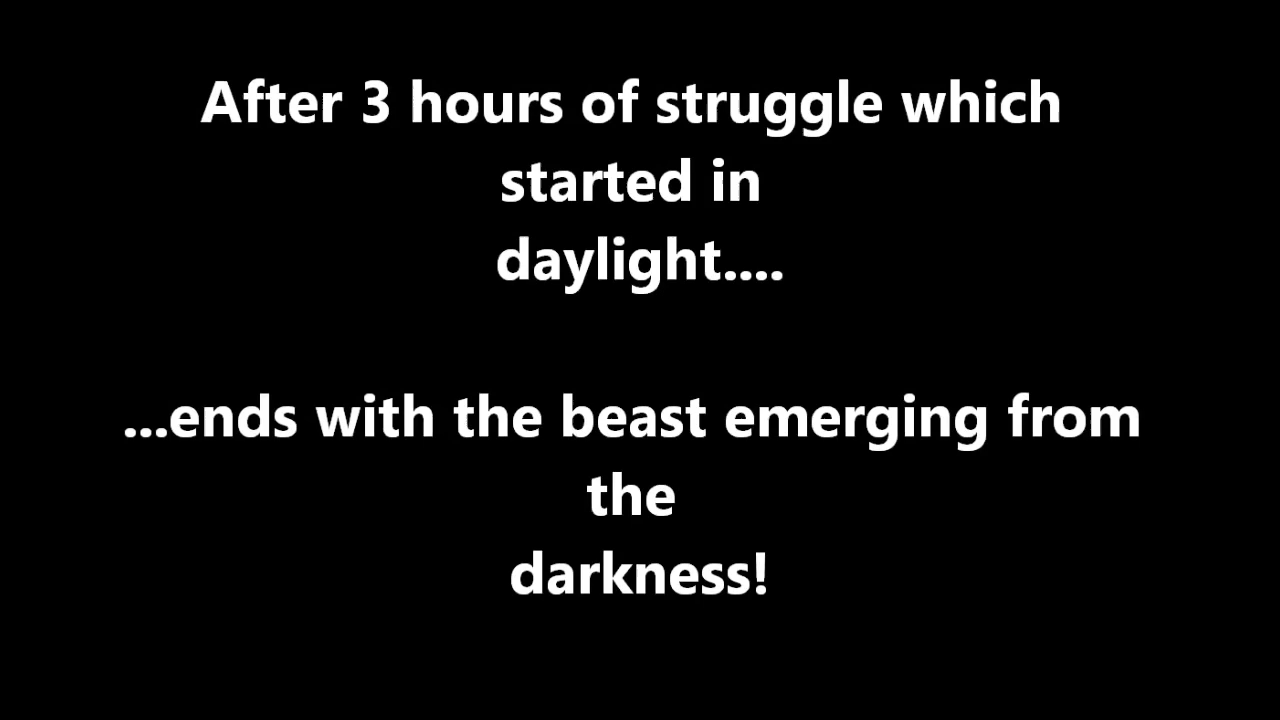 After 3 hours of struggle which
started in
daylight....
...ends with the beast emerging from
the
darkness!